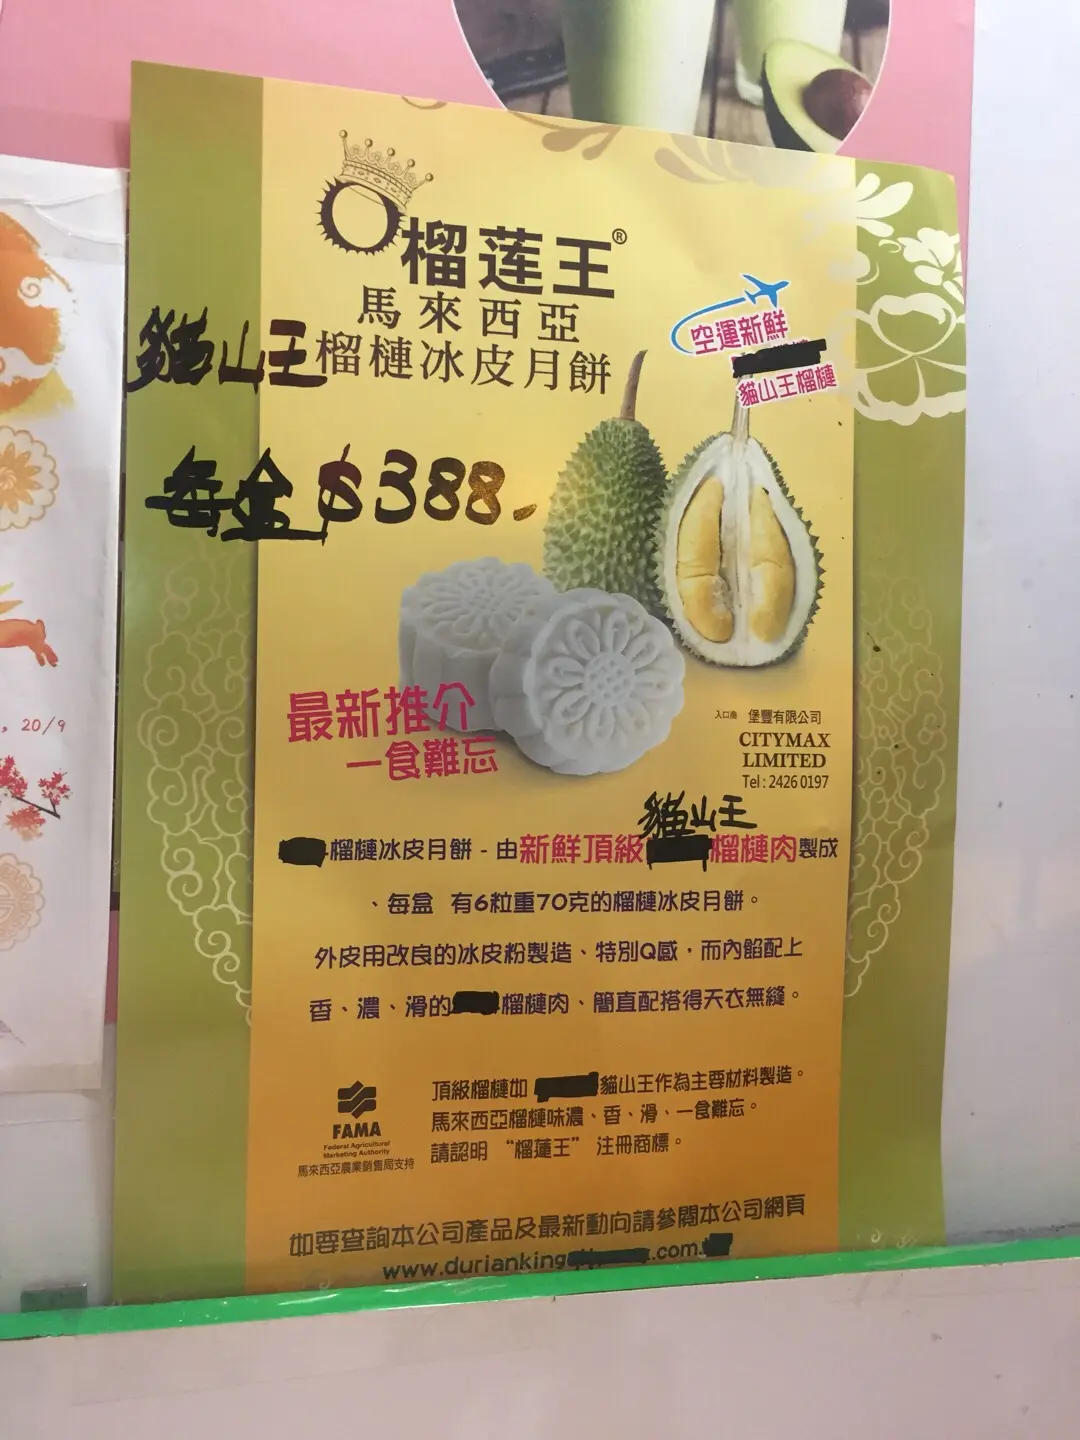 榴莲王®
馬來西亞
貓山王榴槤冰皮月餅
空運新鮮
貓山王榴槤
每盒$388.
最新推介
一食難忘
, 20/9
入口商 堡豐有限公司
CITYMAX
LIMITED
Tel : 2426 0197
貓山王
榴槤冰皮月餅 - 由新鮮頂級榴槤肉製成
、每盒 有6粒重70克的榴槤冰皮月餅。
外皮用改良的冰皮粉製造、特別Q感，而內餡配上
香、濃、滑的榴槤肉、簡直配搭得天衣無縫。
頂級榴槤如 貓山王作為主要材料製造。
馬來西亞榴槤味濃、香、滑、一食難忘。
請認明 “榴蓮王” 注冊商標。
FAMA
Federal Agricultural
Marketing Authority
馬來西亞農業銷售局支持
如要查詢本公司產品及最新動向請參閱本公司網頁
www.durianking.com